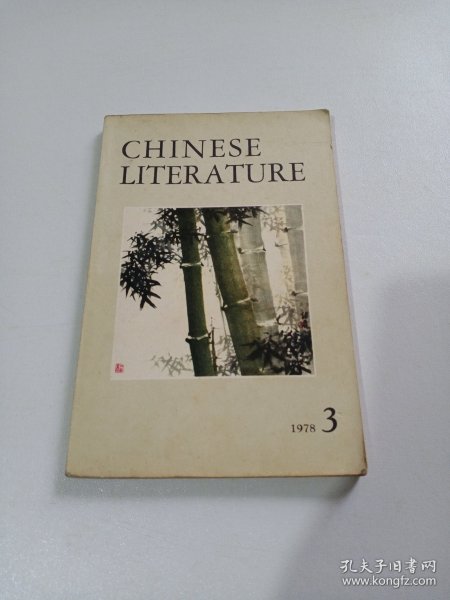 CHINESE
LITERATURE
1978 3
孔夫子旧书网
www.kongfz.com